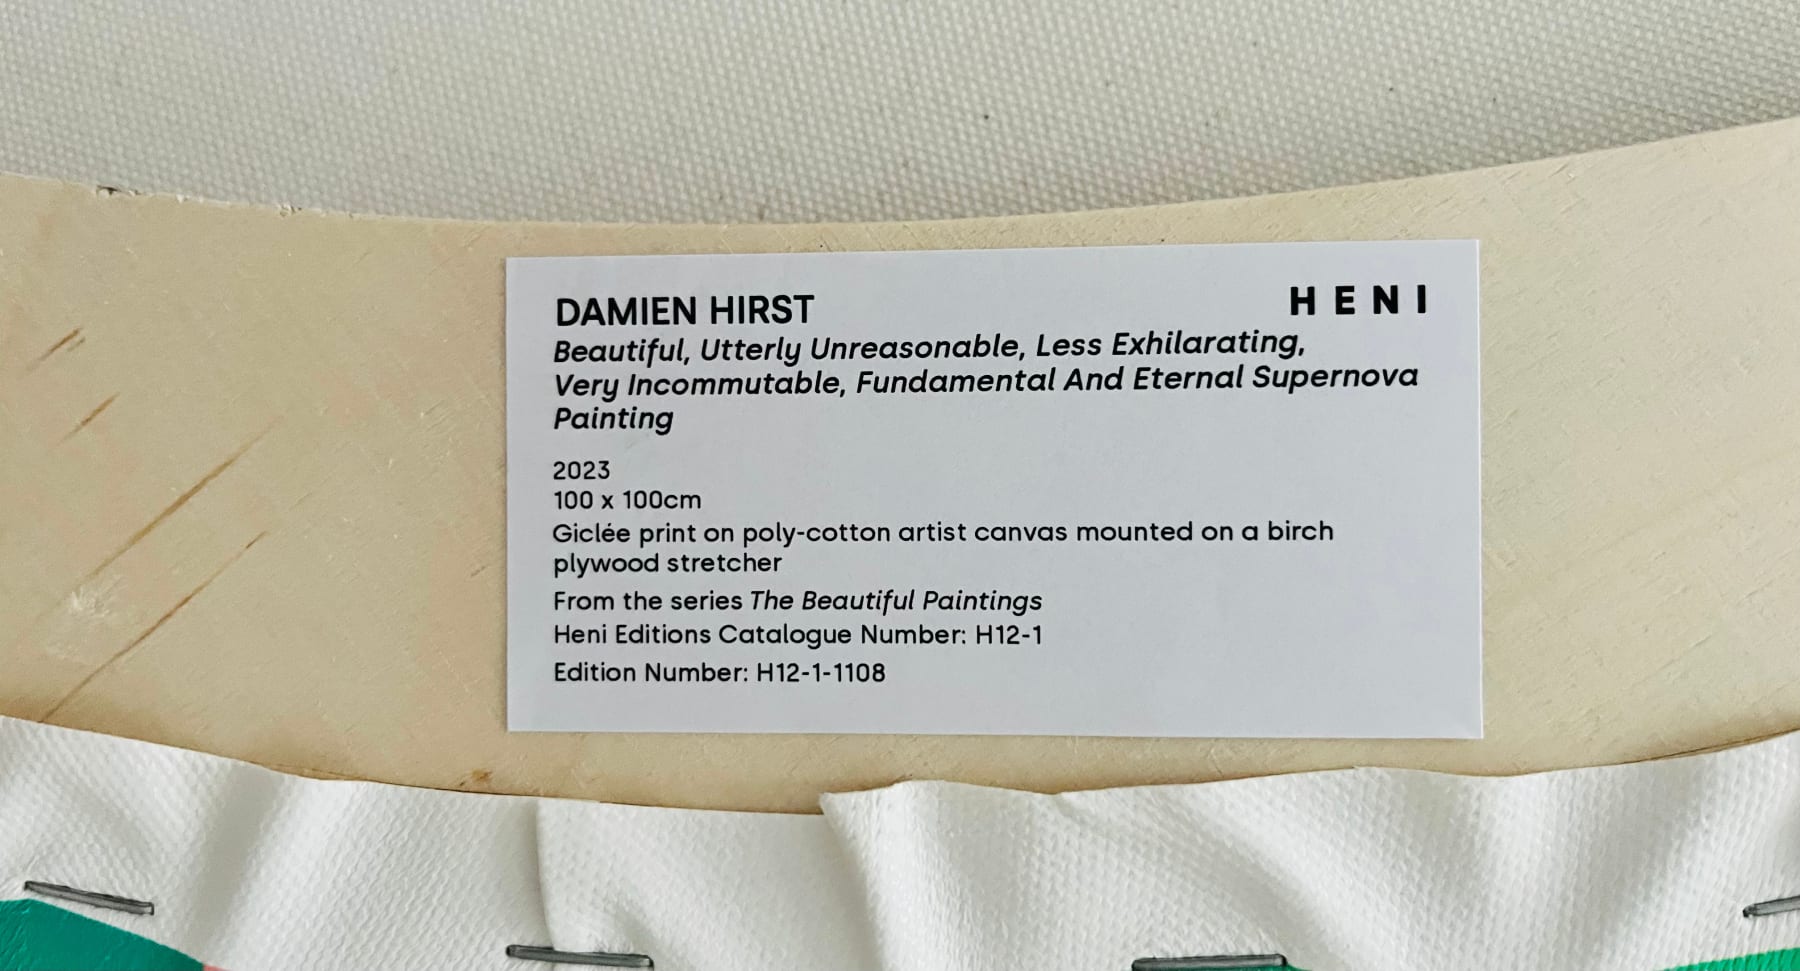 DAMIEN HIRST
HENI
Beautiful, Utterly Unreasonable, Less Exhilarating,
Very Incommutable, Fundamental And Eternal Supernova
Painting
2023
100 x 100cm
Giclée print on poly-cotton artist canvas mounted on a birch
plywood stretcher
From the series The Beautiful Paintings
Heni Editions Catalogue Number: H12-1
Edition Number: H12-1-1108